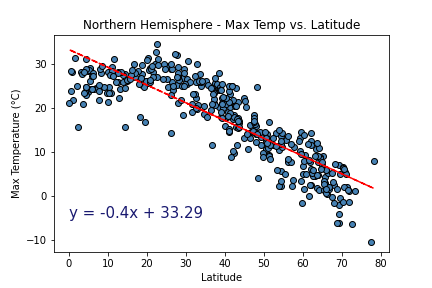 Northern Hemisphere - Max Temp vs. Latitude
Max Temperature (°C)
30
20
10
0
−10
y = -0.4x + 33.29
0 10 20 30 40 50 60 70 80
Latitude